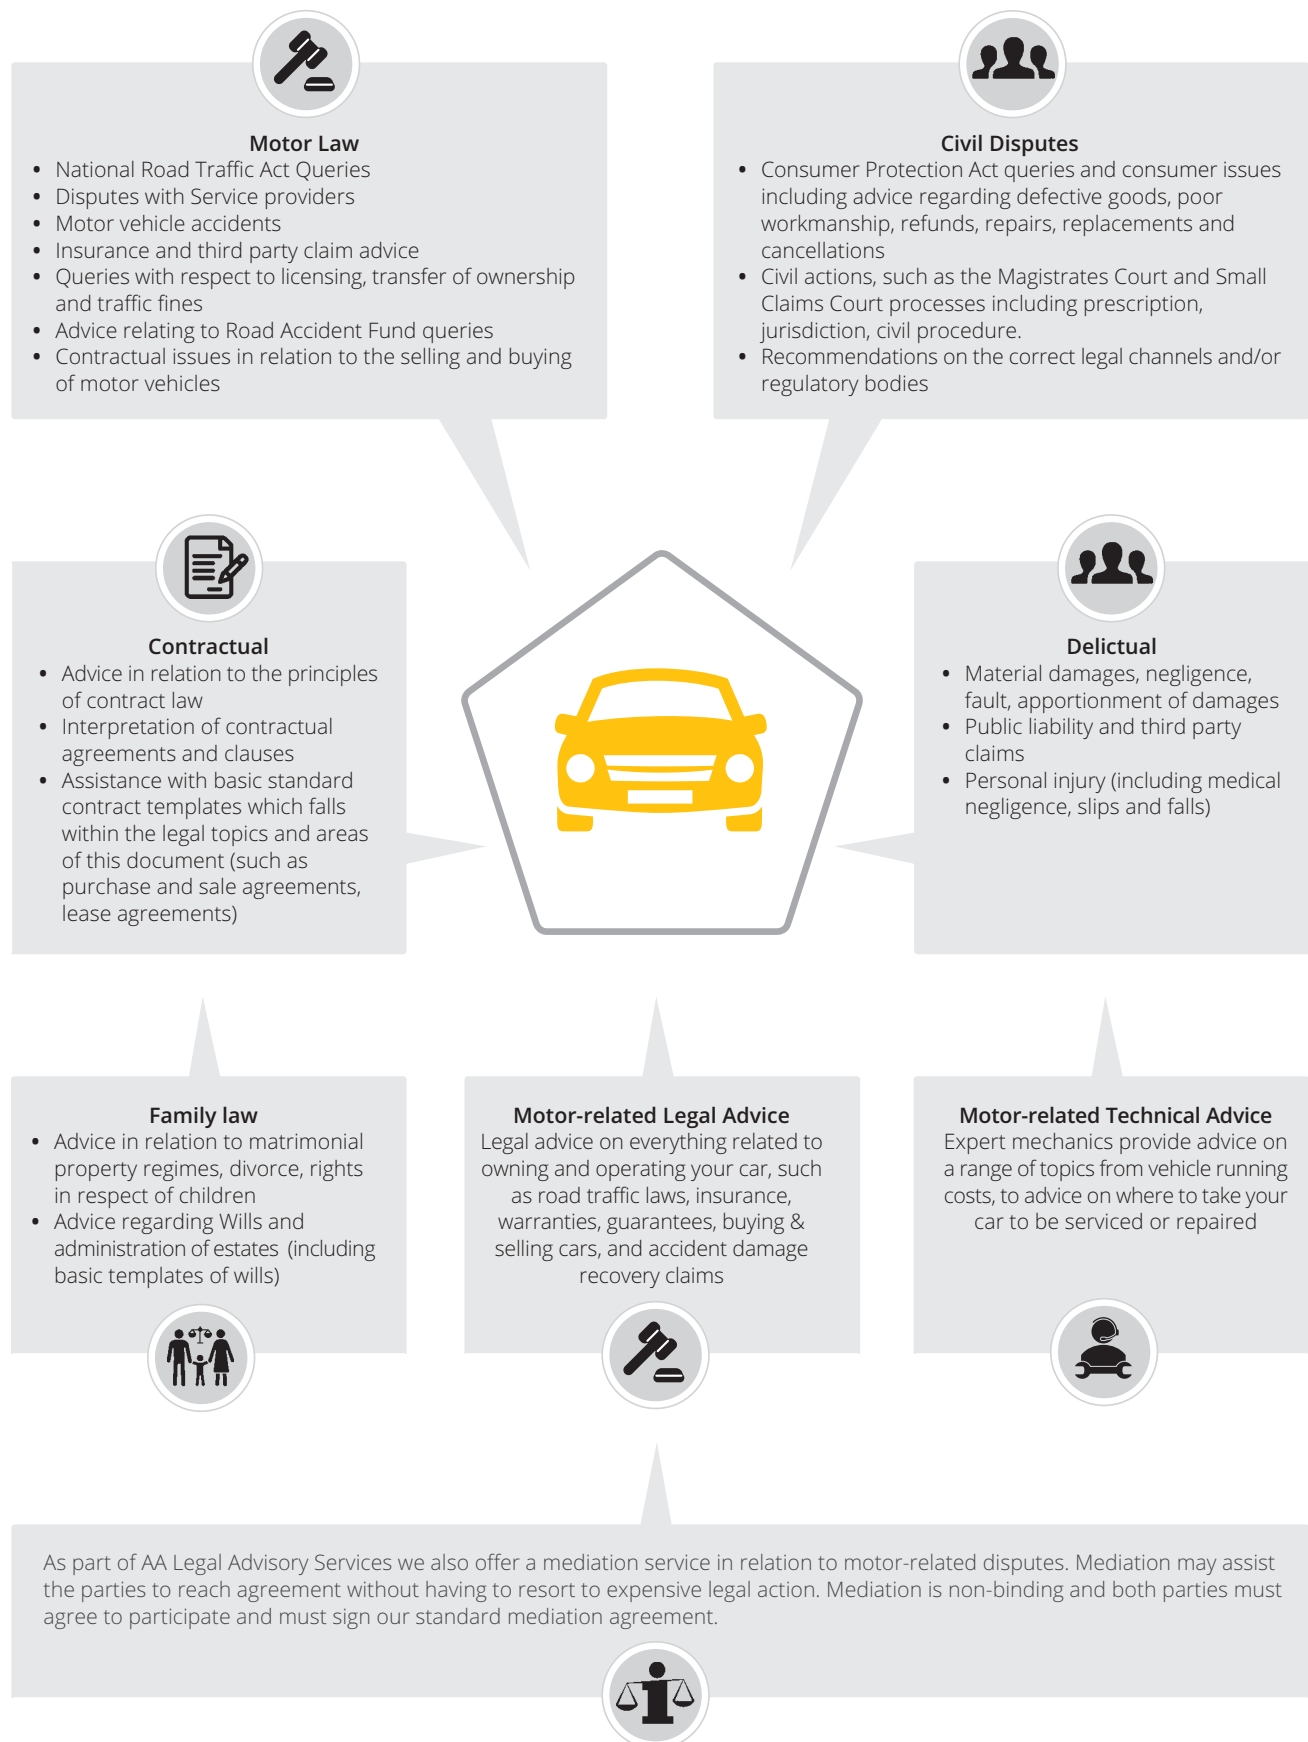 Motor Law
• National Road Traffic Act Queries
• Disputes with Service providers
• Motor vehicle accidents
• Insurance and third party claim advice
• Queries with respect to licensing, transfer of ownership
and traffic fines
• Advice relating to Road Accident Fund queries
• Contractual issues in relation to the selling and buying
of motor vehicles
Civil Disputes
• Consumer Protection Act queries and consumer issues
including advice regarding defective goods, poor
workmanship, refunds, repairs, replacements and
cancellations
• Civil actions, such as the Magistrates Court and Small
Claims Court processes including prescription,
jurisdiction, civil procedure.
• Recommendations on the correct legal channels and/or
regulatory bodies
Contractual
• Advice in relation to the principles
of contract law
• Interpretation of contractual
agreements and clauses
• Assistance with basic standard
contract templates which falls
within the legal topics and areas
of this document (such as
purchase and sale agreements,
lease agreements)
Delictual
• Material damages, negligence,
fault, apportionment of damages
• Public liability and third party
claims
• Personal injury (including medical
negligence, slips and falls)
Family law
• Advice in relation to matrimonial
property regimes, divorce, rights
in respect of children
• Advice regarding Wills and
administration of estates (including
basic templates of wills)
Motor-related Legal Advice
Legal advice on everything related to
owning and operating your car, such
as road traffic laws, insurance,
warranties, guarantees, buying &
selling cars, and accident damage
recovery claims
Motor-related Technical Advice
Expert mechanics provide advice on
a range of topics from vehicle running
costs, to advice on where to take your
car to be serviced or repaired
As part of AA Legal Advisory Services we also offer a mediation service in relation to motor-related disputes. Mediation may assist
the parties to reach agreement without having to resort to expensive legal action. Mediation is non-binding and both parties must
agree to participate and must sign our standard mediation agreement.